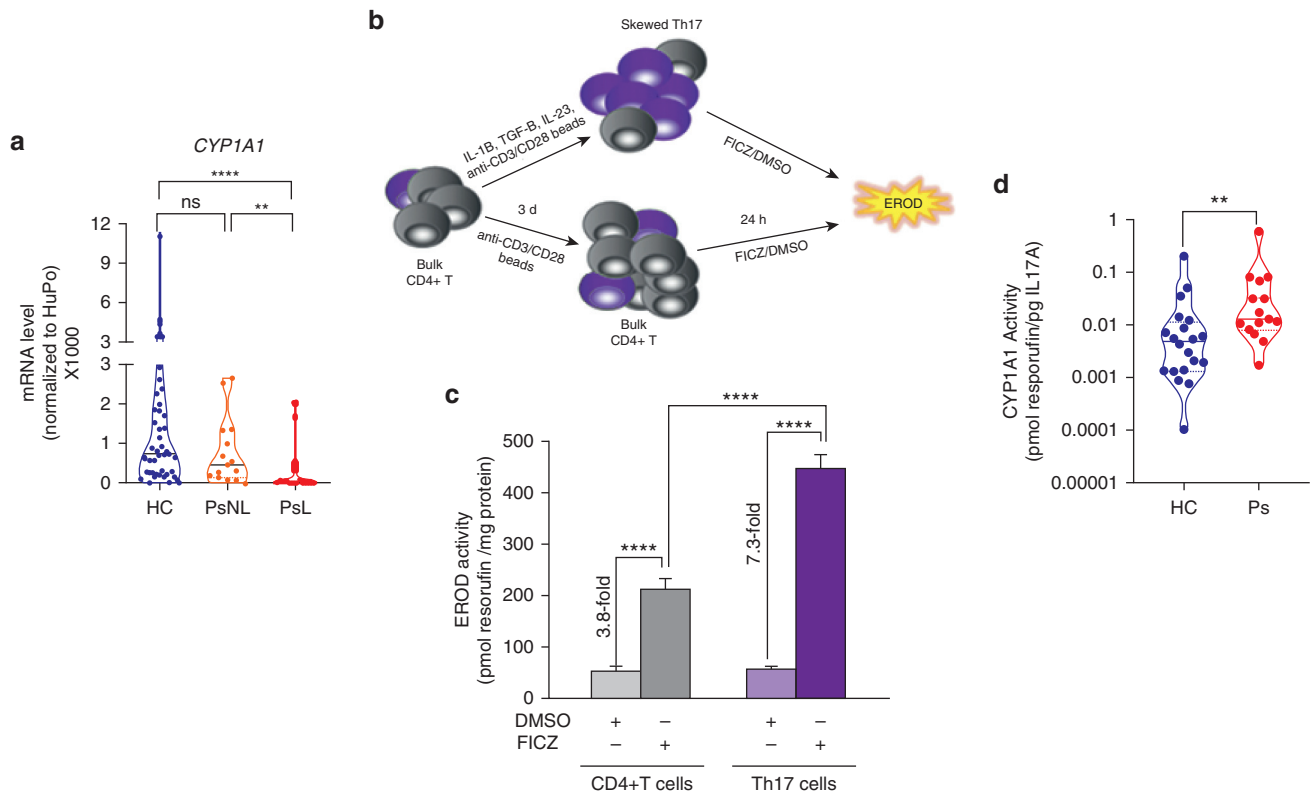 a
CYP1A1
****
ns
**
12
9
6
3
3
2
1
0
mRNA level
(normalized to HuPo)
X1000
HC
PsNL
PsL
b
Skewed Th17
IL-1B, TGF-B, IL-23,
anti-CD3/CD28 beads
FICZ/DMSO
3 d
anti-CD3/CD28
beads
24 h
FICZ/DMSO
EROD
Bulk
CD4+ T
Bulk
CD4+ T
c
****
****
****
500
400
300
200
100
0
EROD activity
(pmol resorufin /mg protein)
3.8-fold
7.3-fold
DMSO + – + –
FICZ – + – +
CD4+T cells
Th17 cells
d
**
1
0.1
0.01
0.001
0.0001
0.00001
CYP1A1 Activity
(pmol resporufin/pg IL17A)
HC
Ps